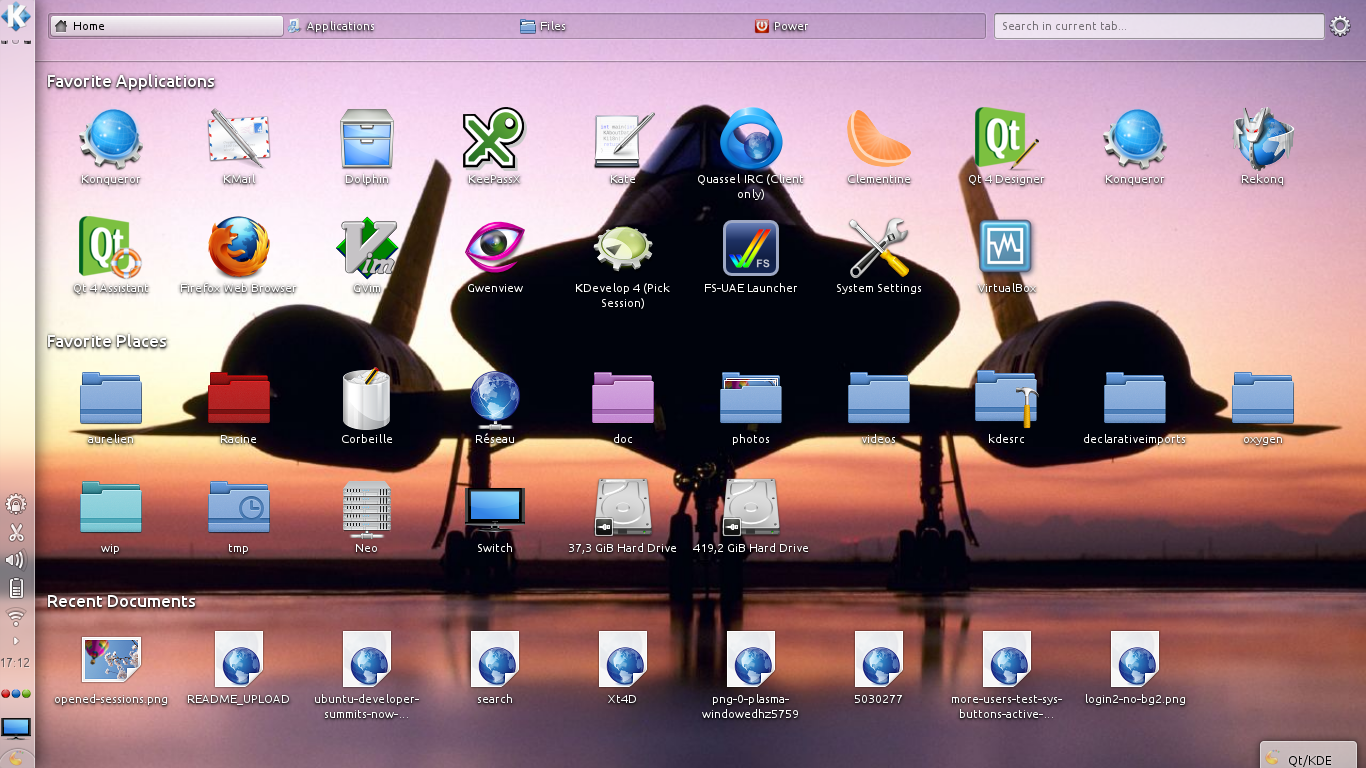 Home
Applications
Files
Power
Search in current tab...
Favorite Applications
Konqueror
KMail
Dolphin
KeePassX
Kate
Quassel IRC (Client
only)
Clementine
Qt 4 Designer
Konqueror
Rekonq
Qt 4 Assistant
Firefox Web Browser
Gvim
Gwenview
KDevelop 4 (Pick
Session)
FS-UAE Launcher
System Settings
VirtualBox
Favorite Places
aurelien
Racine
Corbeille
Réseau
doc
photos
videos
kdesrc
declarativeimports
oxygen
wip
tmp
Neo
Switch
37,3 GiB Hard Drive
419,2 GiB Hard Drive
Recent Documents
opened-sessions.png
README_UPLOAD
ubuntu-developer-
summits-now-...
search
Xt4D
png-0-plasma-
windowedhz5759
5030277
more-users-test-sys-
buttons-active-...
login2-no-bg2.png
17:12
Qt/KDE